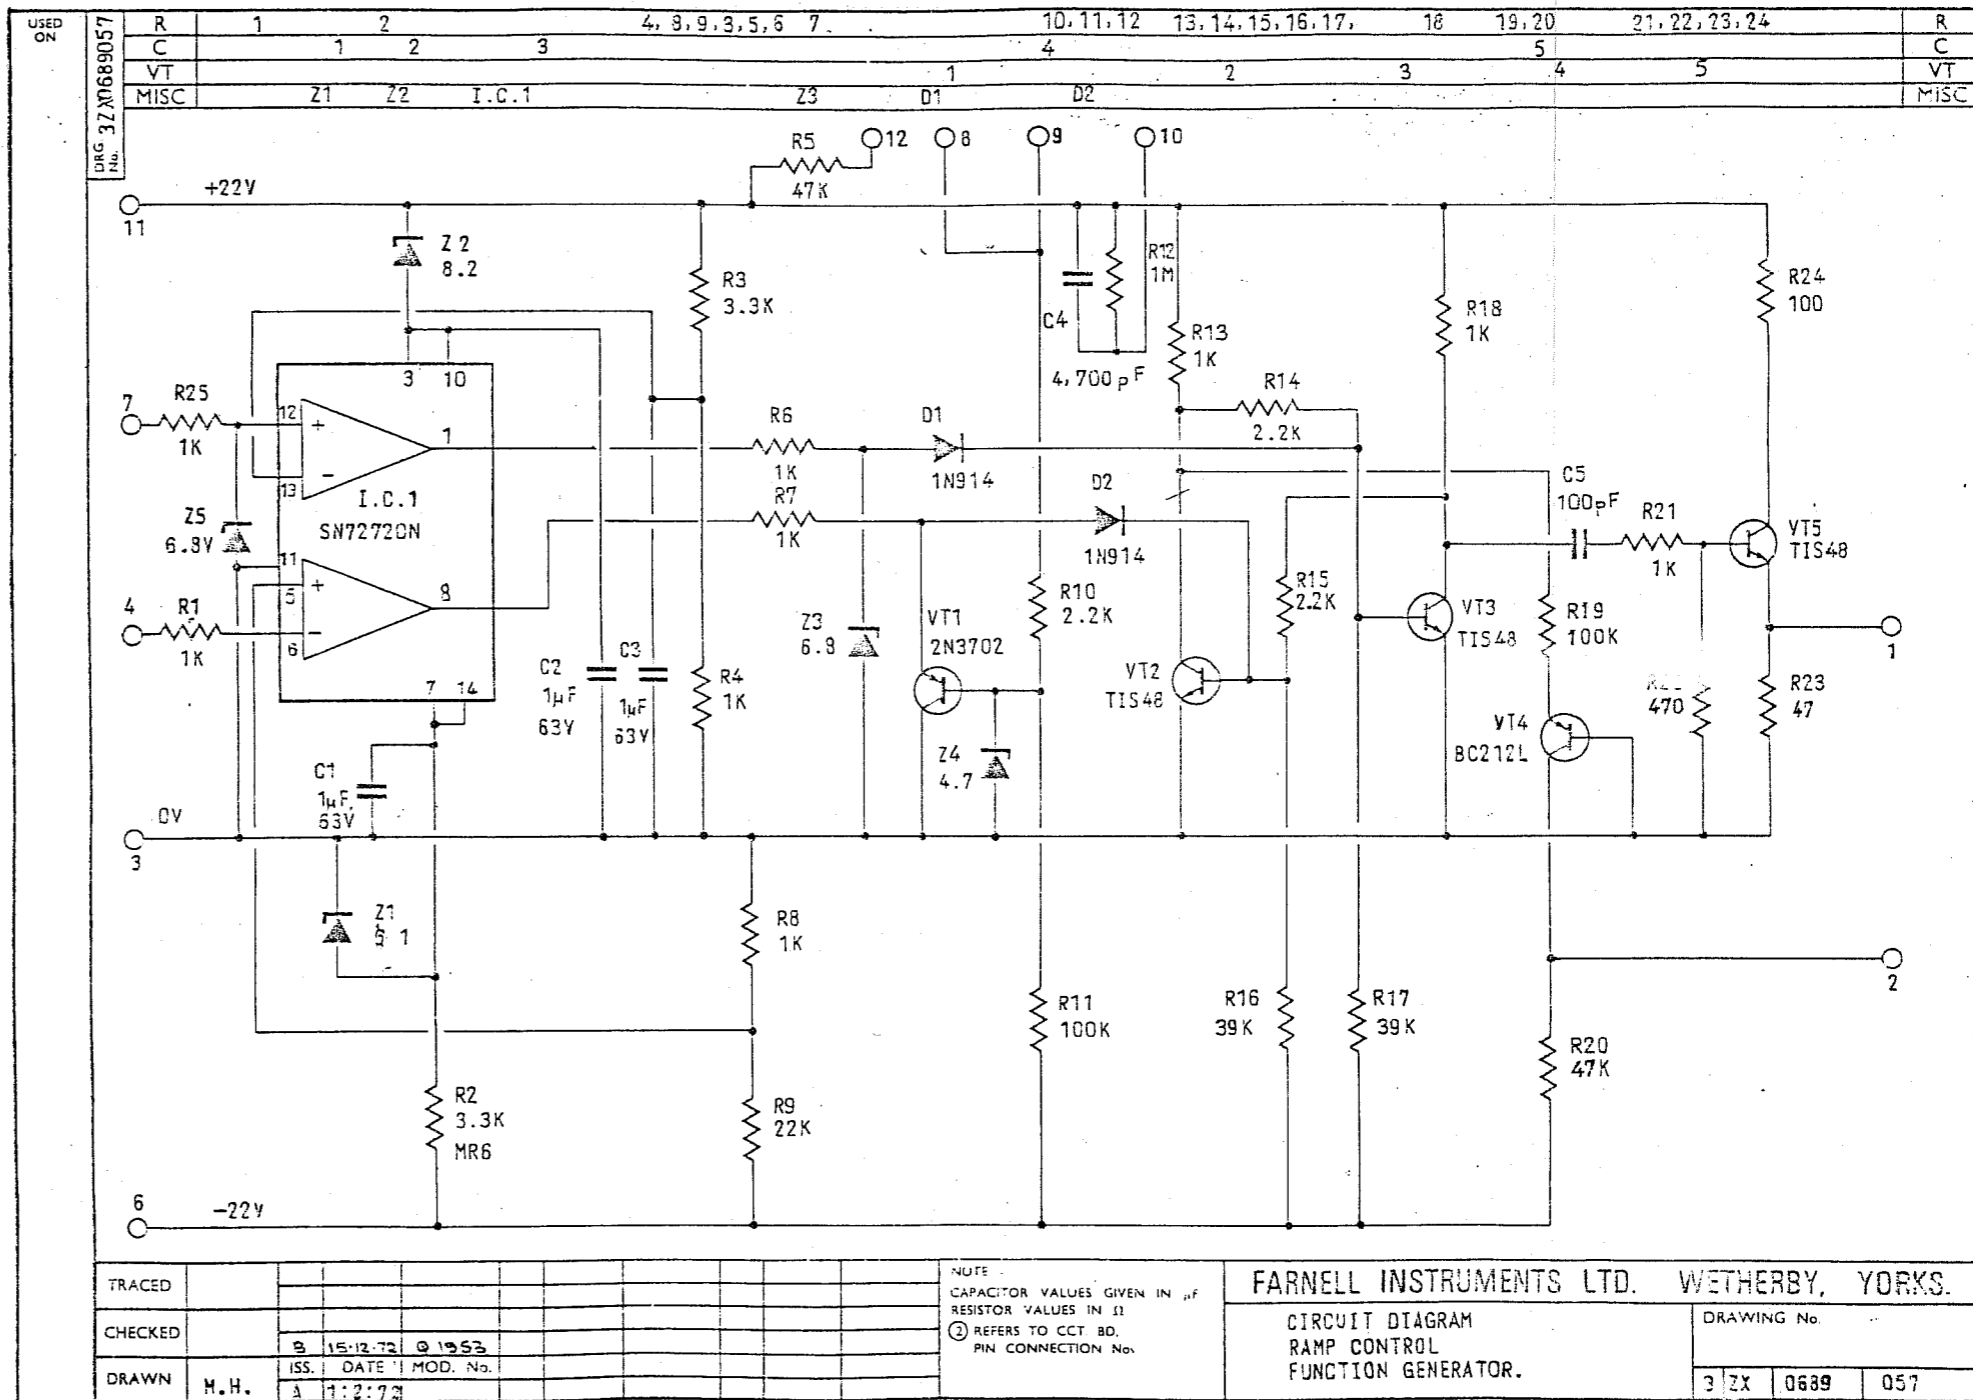 USED
ON
DRG. No. 3ZX0689057
R 1 2 4, 8, 9, 3, 5, 6 7 10, 11, 12 13, 14, 15, 16, 17, 18 19, 20 21, 22, 23, 24 R
C 1 2 3 4 5 C
VT 1 2 3 4 5 VT
MISC Z1 Z2 I.C.1 Z3 D1 D2 MISC
R5
47K
12
8
9
10
+22V
11
Z2
8.2
R3
3.3K
C4
4,700pF
R12
1M
R13
1K
R14
2.2K
R18
1K
R24
100
7
R25
1K
3 10
12
+
13
-
1
I.C.1
SN72720N
Z5
6.8V
11
5
+
6
-
8
4
R1
1K
7 14
R6
1K
R7
1K
D1
1N914
D2
1N914
C5
100pF
R21
1K
VT5
TIS48
Z3
6.8
VT1
2N3702
R10
2.2K
R15
2.2K
VT3
TIS48
R19
100K
1
C2
1µF
63V
C3
1µF
63V
R4
1K
VT2
TIS48
470
R23
47
Z4
4.7
VT4
BC212L
C1
1µF,
63V
0V
3
Z1
R8
1K
2
R11
100K
R16
39K
R17
39K
R20
47K
R2
3.3K
MR6
R9
22K
6
-22V
TRACED
CHECKED
DRAWN M.H.
B 15·12·72 Q 1953
ISS. DATE MOD. No.
A
NOTE
CAPACITOR VALUES GIVEN IN µF
RESISTOR VALUES IN Ω
② REFERS TO CCT. BD.
PIN CONNECTION Nos
FARNELL INSTRUMENTS LTD. WETHERBY, YORKS.
CIRCUIT DIAGRAM
RAMP CONTROL
FUNCTION GENERATOR.
DRAWING No.
3 ZX 0689 057